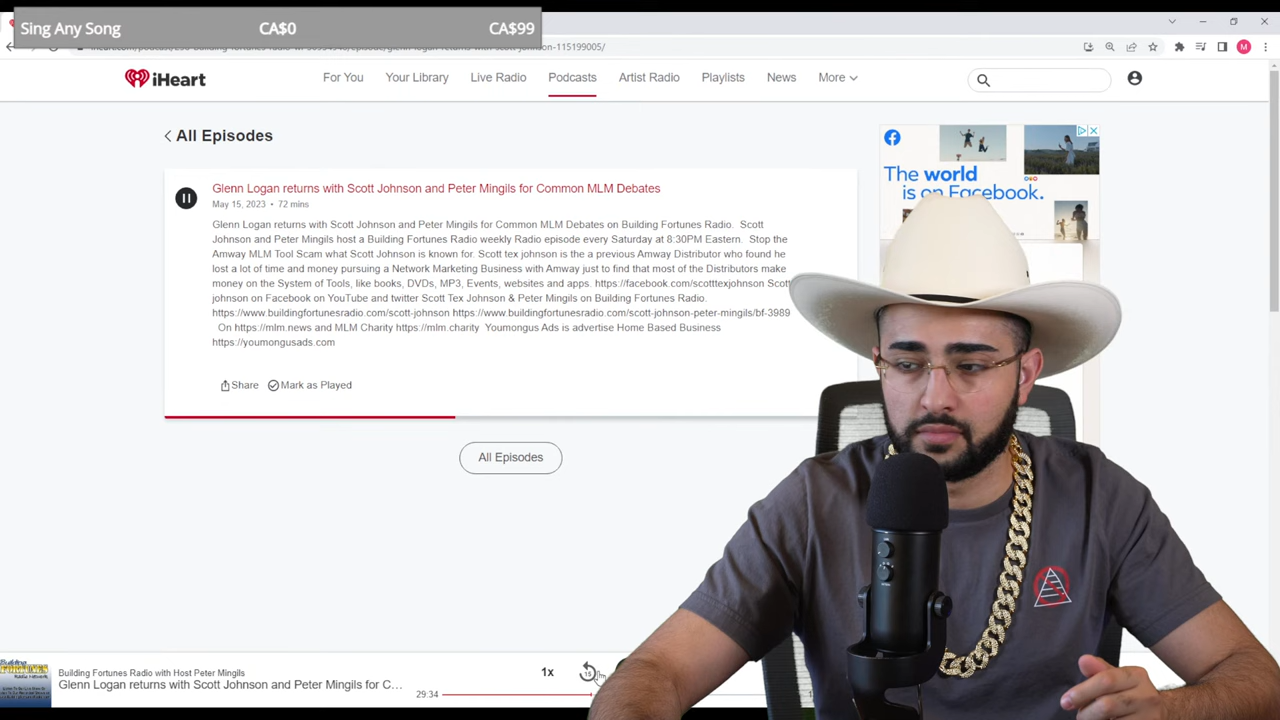 Sing Any Song CA$0 CA$99
iHeart For You Your Library Live Radio Podcasts Artist Radio Playlists News More
M
All Episodes
Glenn Logan returns with Scott Johnson and Peter Mingils for Common MLM Debates
May 15, 2023 • 72 mins
Glenn Logan returns with Scott Johnson and Peter Mingils for Common MLM Debates on Building Fortunes Radio. Scott
Johnson and Peter Mingils host a Building Fortunes Radio weekly Radio episode every Saturday at 8:30PM Eastern. Stop the
Amway MLM Tool Scam what Scott Johnson is known for. Scott tex johnson is the a previous Amway Distributor who found he
lost a lot of time and money pursuing a Network Marketing Business with Amway just to find that most of the Distributors make
money on the System of Tools, like books, DVDs, MP3, Events, websites and apps. https://facebook.com/scotttexjohnson Scott
johnson on Facebook on YouTube and twitter Scott Tex Johnson & Peter Mingils on Building Fortunes Radio.
https://www.buildingfortunesradio.com/scott-johnson https://www.buildingfortunesradio.com/scott-johnson-peter-mingils/bf-3989
On https://mlm.news and MLM Charity https://mlm.charity Youmongus Ads is advertise Home Based Business
https://youmongusads.com
Share Mark as Played
All Episodes
The world
is on Facebook.
Building Fortunes Radio with Host Peter Mingils
Glenn Logan returns with Scott Johnson and Peter Mingils for C...
1x
15
29:34